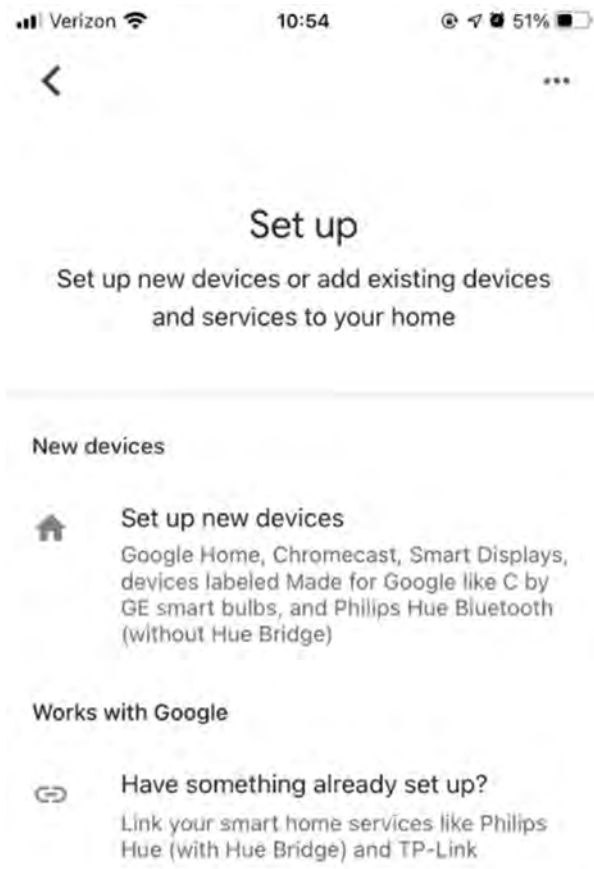 Verizon 10:54 51%
Set up
Set up new devices or add existing devices
and services to your home
New devices
Set up new devices
Google Home, Chromecast, Smart Displays,
devices labeled Made for Google like C by
GE smart bulbs, and Philips Hue Bluetooth
(without Hue Bridge)
Works with Google
Have something already set up?
Link your smart home services like Philips
Hue (with Hue Bridge) and TP-Link